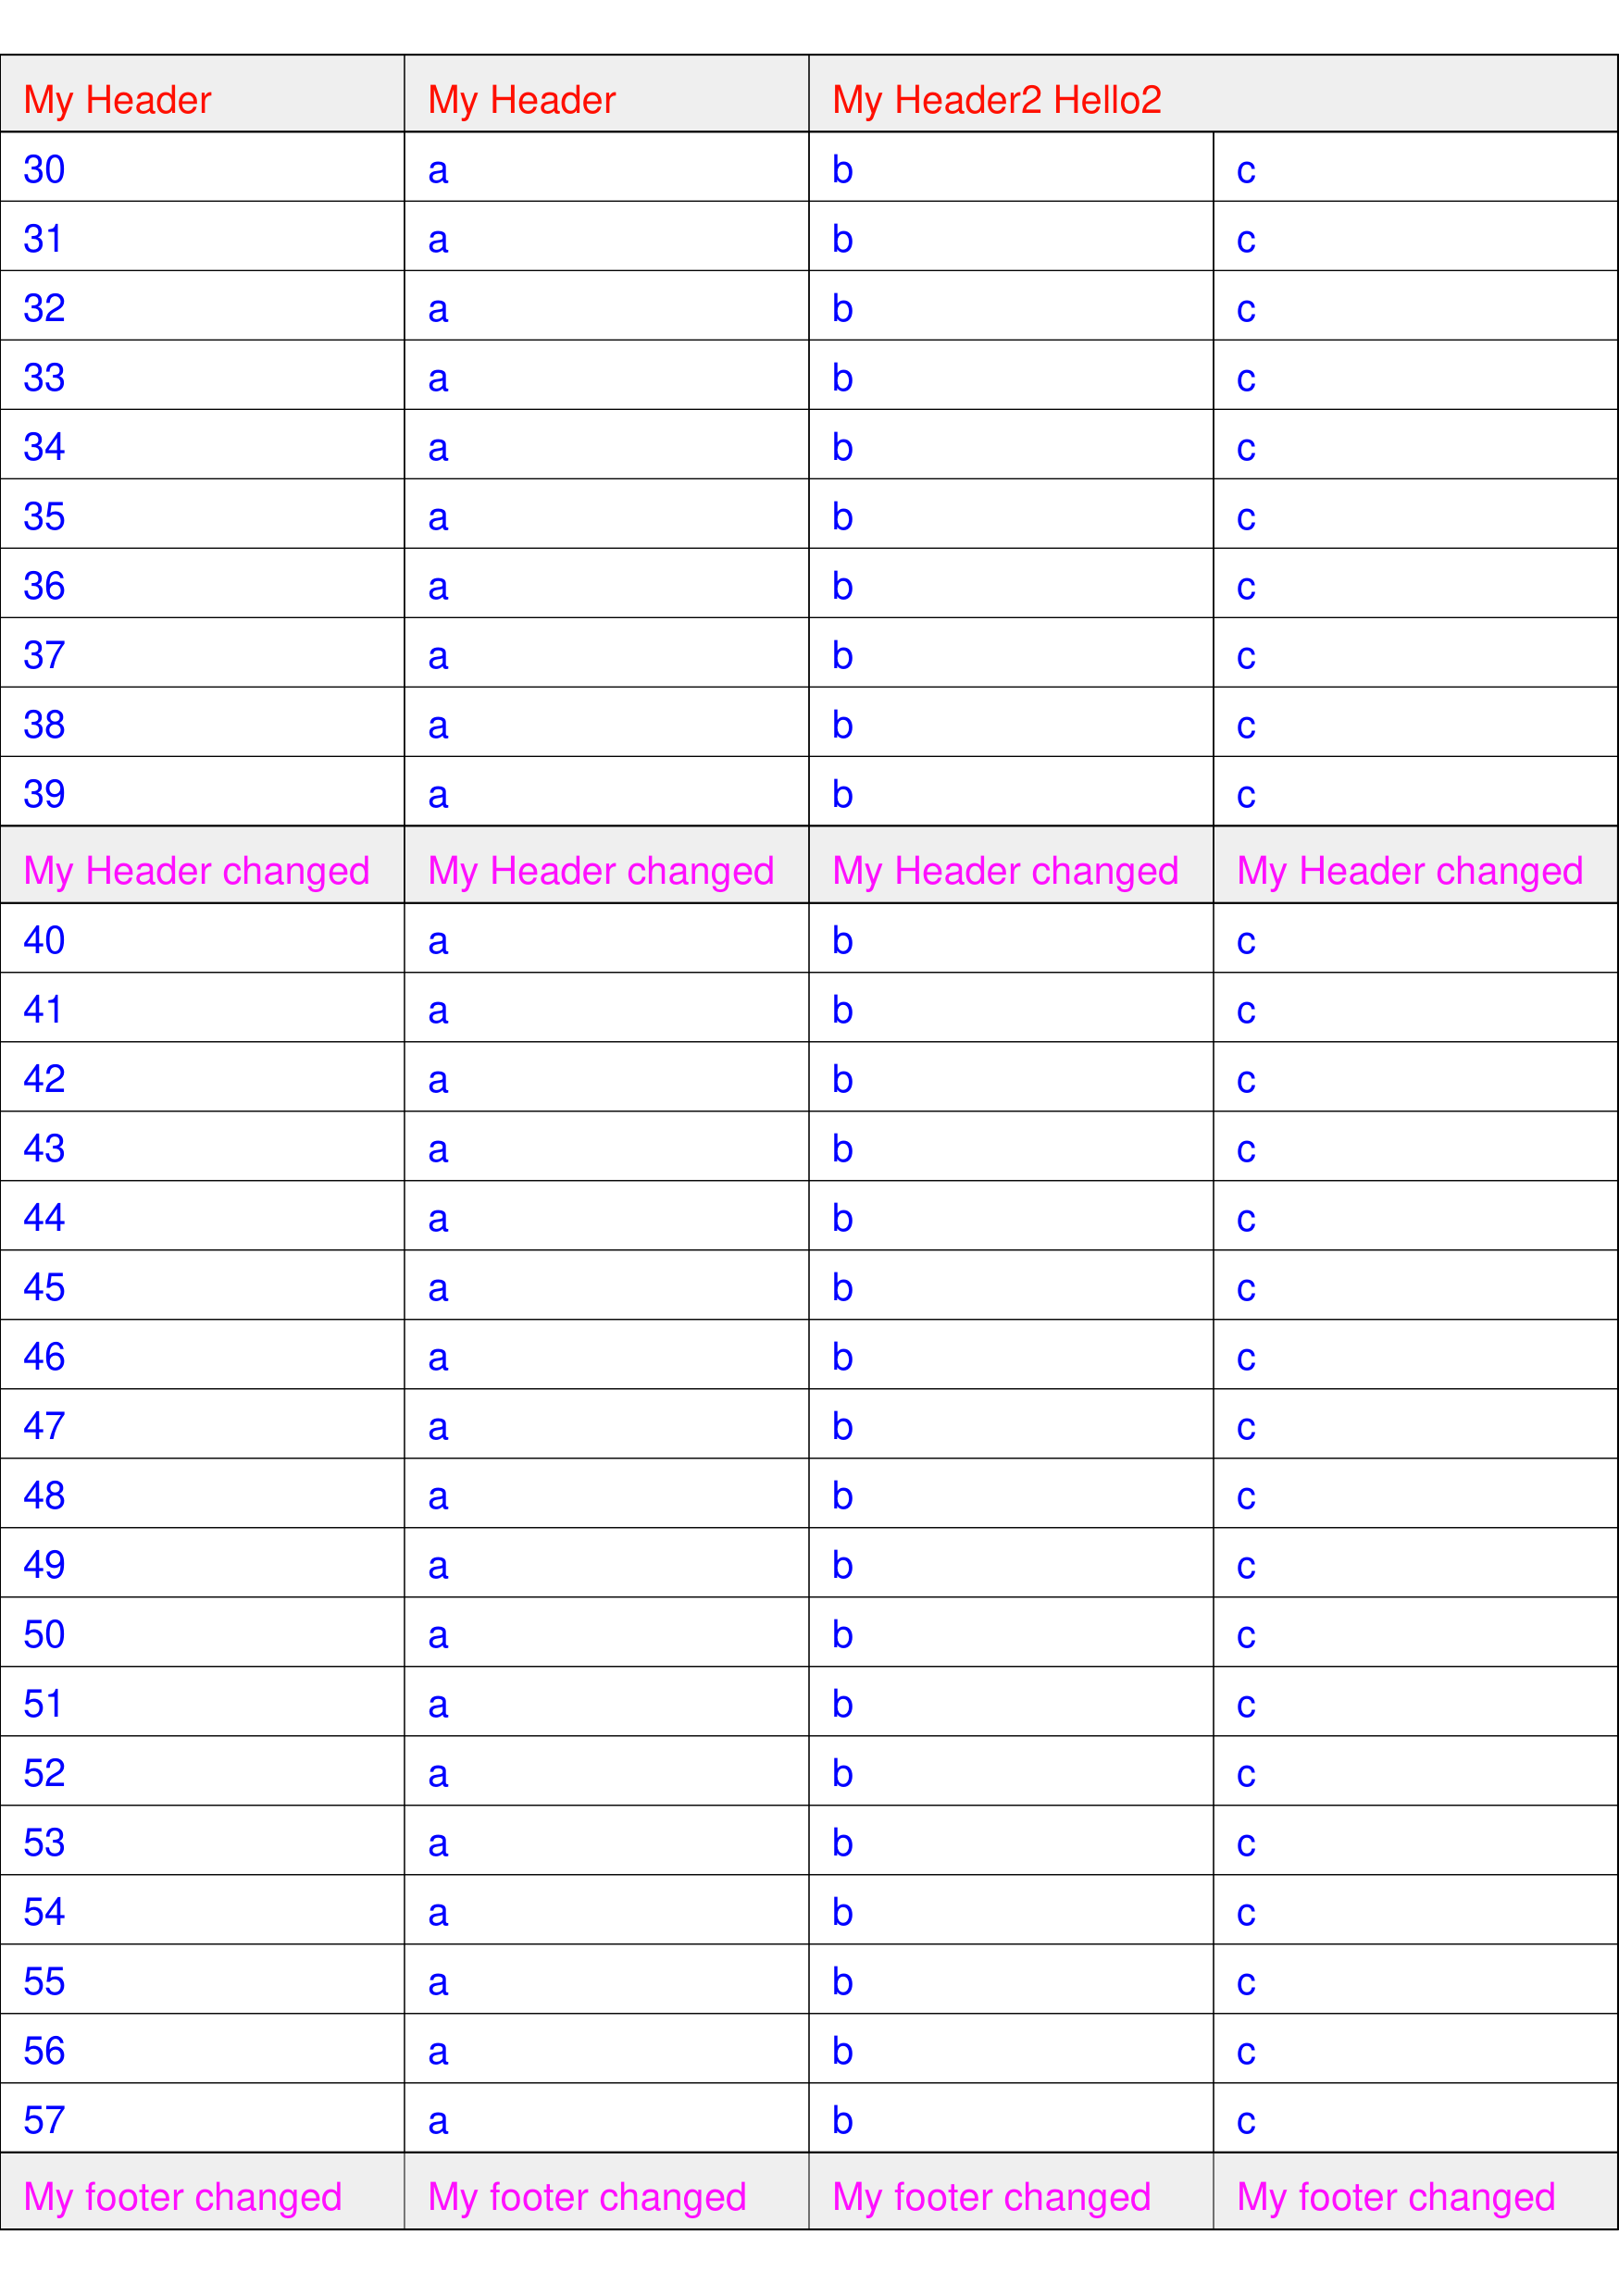 My Header My Header My Header2 Hello2
30 a b c
31 a b c
32 a b c
33 a b c
34 a b c
35 a b c
36 a b c
37 a b c
38 a b c
39 a b c
My Header changed My Header changed My Header changed My Header changed
40 a b c
41 a b c
42 a b c
43 a b c
44 a b c
45 a b c
46 a b c
47 a b c
48 a b c
49 a b c
50 a b c
51 a b c
52 a b c
53 a b c
54 a b c
55 a b c
56 a b c
57 a b c
My footer changed My footer changed My footer changed My footer changed